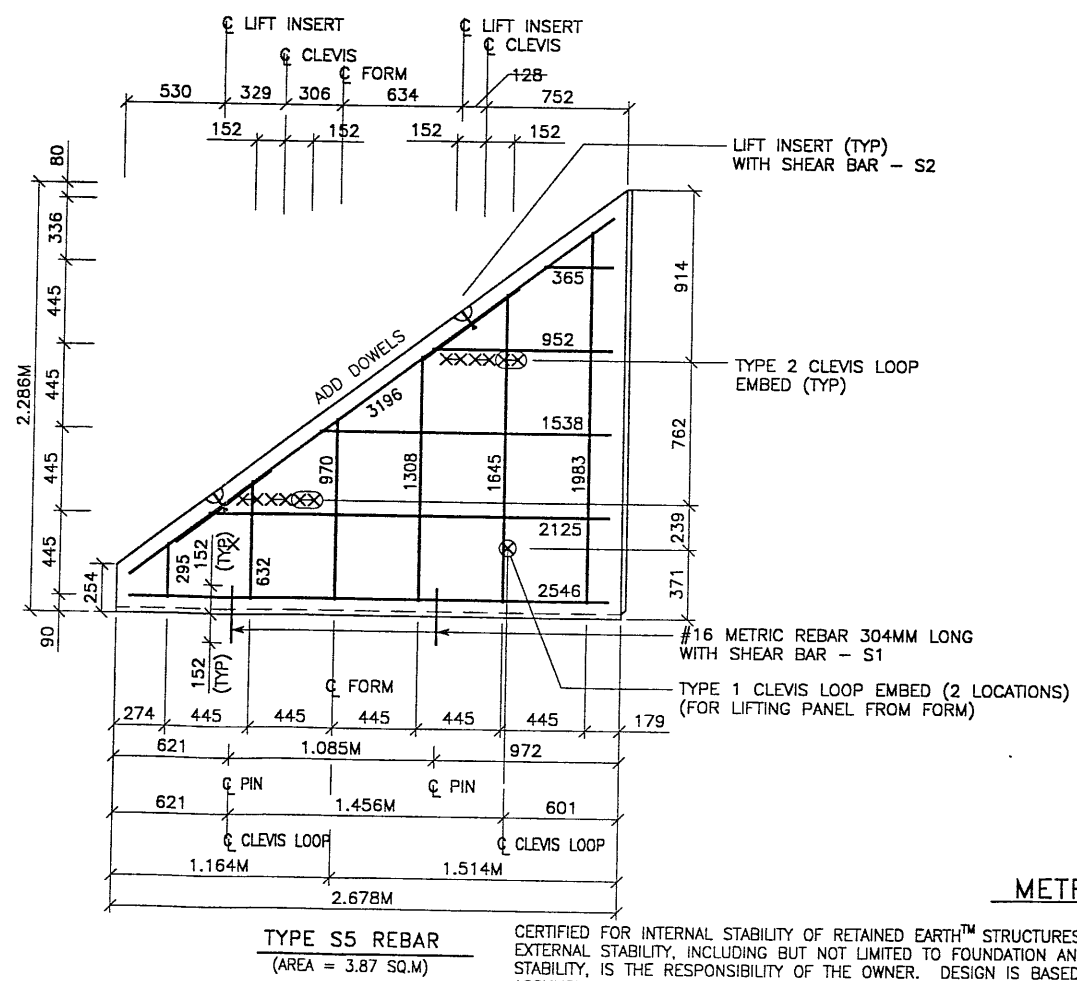 ℄ LIFT INSERT
℄ CLEVIS
℄ FORM
℄ LIFT INSERT
℄ CLEVIS
530 329 306 634 128 752
152 152 152 152
LIFT INSERT (TYP)
WITH SHEAR BAR – S2
80
336
445
445
445
445
2.286M
254
90
ADD DOWELS
3196
365
952
1538
2125
2546
295
632
970
1308
1645
1983
152
(TYP)
152
(TYP)
914
762
239
371
TYPE 2 CLEVIS LOOP
EMBED (TYP)
#16 METRIC REBAR 304MM LONG
WITH SHEAR BAR – S1
TYPE 1 CLEVIS LOOP EMBED (2 LOCATIONS)
(FOR LIFTING PANEL FROM FORM)
℄ FORM
274 445 445 445 445 445 179
621 1.085M 972
℄ PIN ℄ PIN
621 1.456M 601
℄ CLEVIS LOOP ℄ CLEVIS LOOP
1.164M 1.514M
2.678M
TYPE S5 REBAR
(AREA = 3.87 SQ.M)
METR
CERTIFIED FOR INTERNAL STABILITY OF RETAINED EARTH™ STRUCTURES
EXTERNAL STABILITY, INCLUDING BUT NOT LIMITED TO FOUNDATION AN
STABILITY, IS THE RESPONSIBILITY OF THE OWNER. DESIGN IS BASED